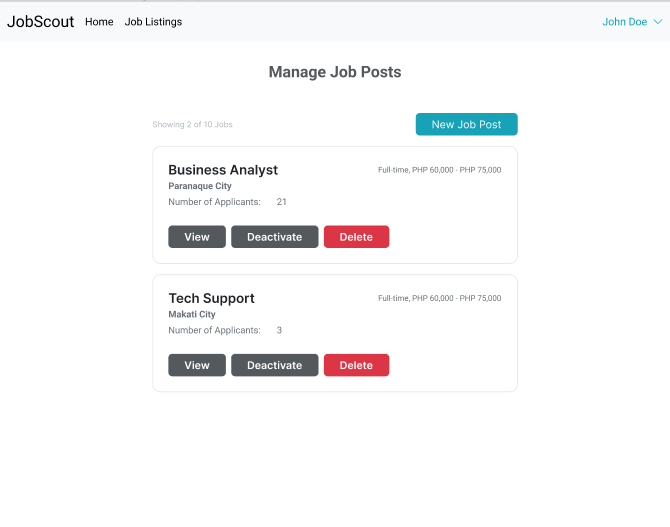 JobScout Home Job Listings John Doe
Manage Job Posts
Showing 2 of 10 Jobs New Job Post
Business Analyst Full-time, PHP 60,000 - PHP 75,000
Paranaque City
Number of Applicants: 21
View Deactivate Delete
Tech Support Full-time, PHP 60,000 - PHP 75,000
Makati City
Number of Applicants: 3
View Deactivate Delete